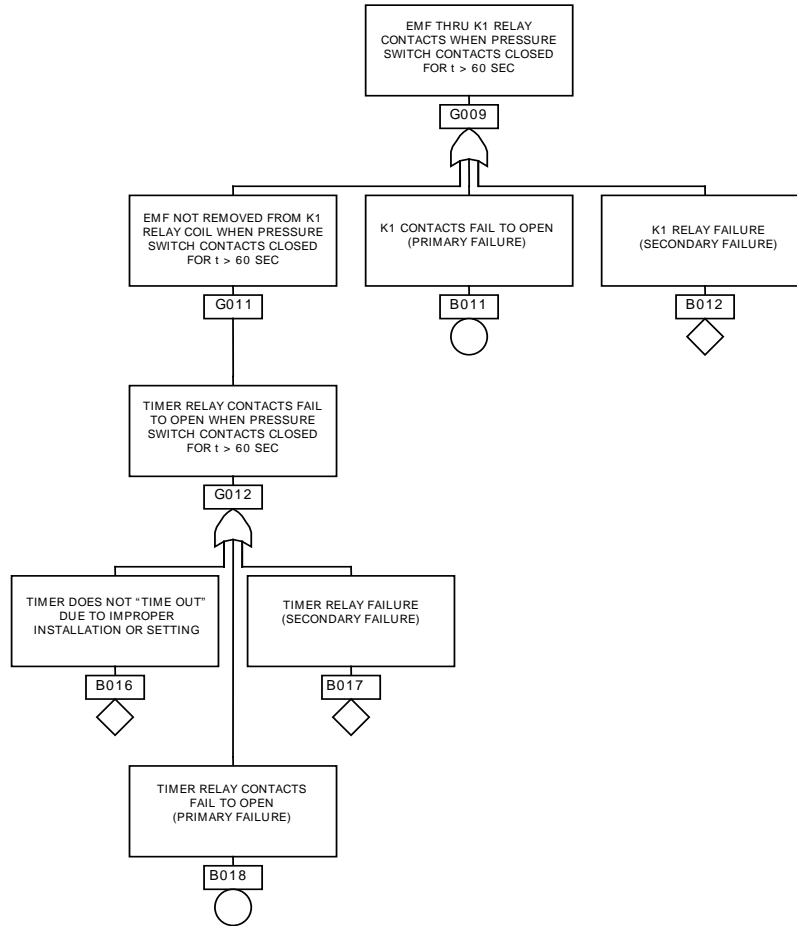 EMF THRU K1 RELAY
CONTACTS WHEN PRESSURE
SWITCH CONTACTS CLOSED
FOR t > 60 SEC
G009
EMF NOT REMOVED FROM K1
RELAY COIL WHEN PRESSURE
SWITCH CONTACTS CLOSED
FOR t > 60 SEC
G011
K1 CONTACTS FAIL TO OPEN
(PRIMARY FAILURE)
B011
K1 RELAY FAILURE
(SECONDARY FAILURE)
B012
TIMER RELAY CONTACTS FAIL
TO OPEN WHEN PRESSURE
SWITCH CONTACTS CLOSED
FOR t > 60 SEC
G012
TIMER DOES NOT “TIME OUT”
DUE TO IMPROPER
INSTALLATION OR SETTING
B016
TIMER RELAY FAILURE
(SECONDARY FAILURE)
B017
TIMER RELAY CONTACTS
FAIL TO OPEN
(PRIMARY FAILURE)
B018